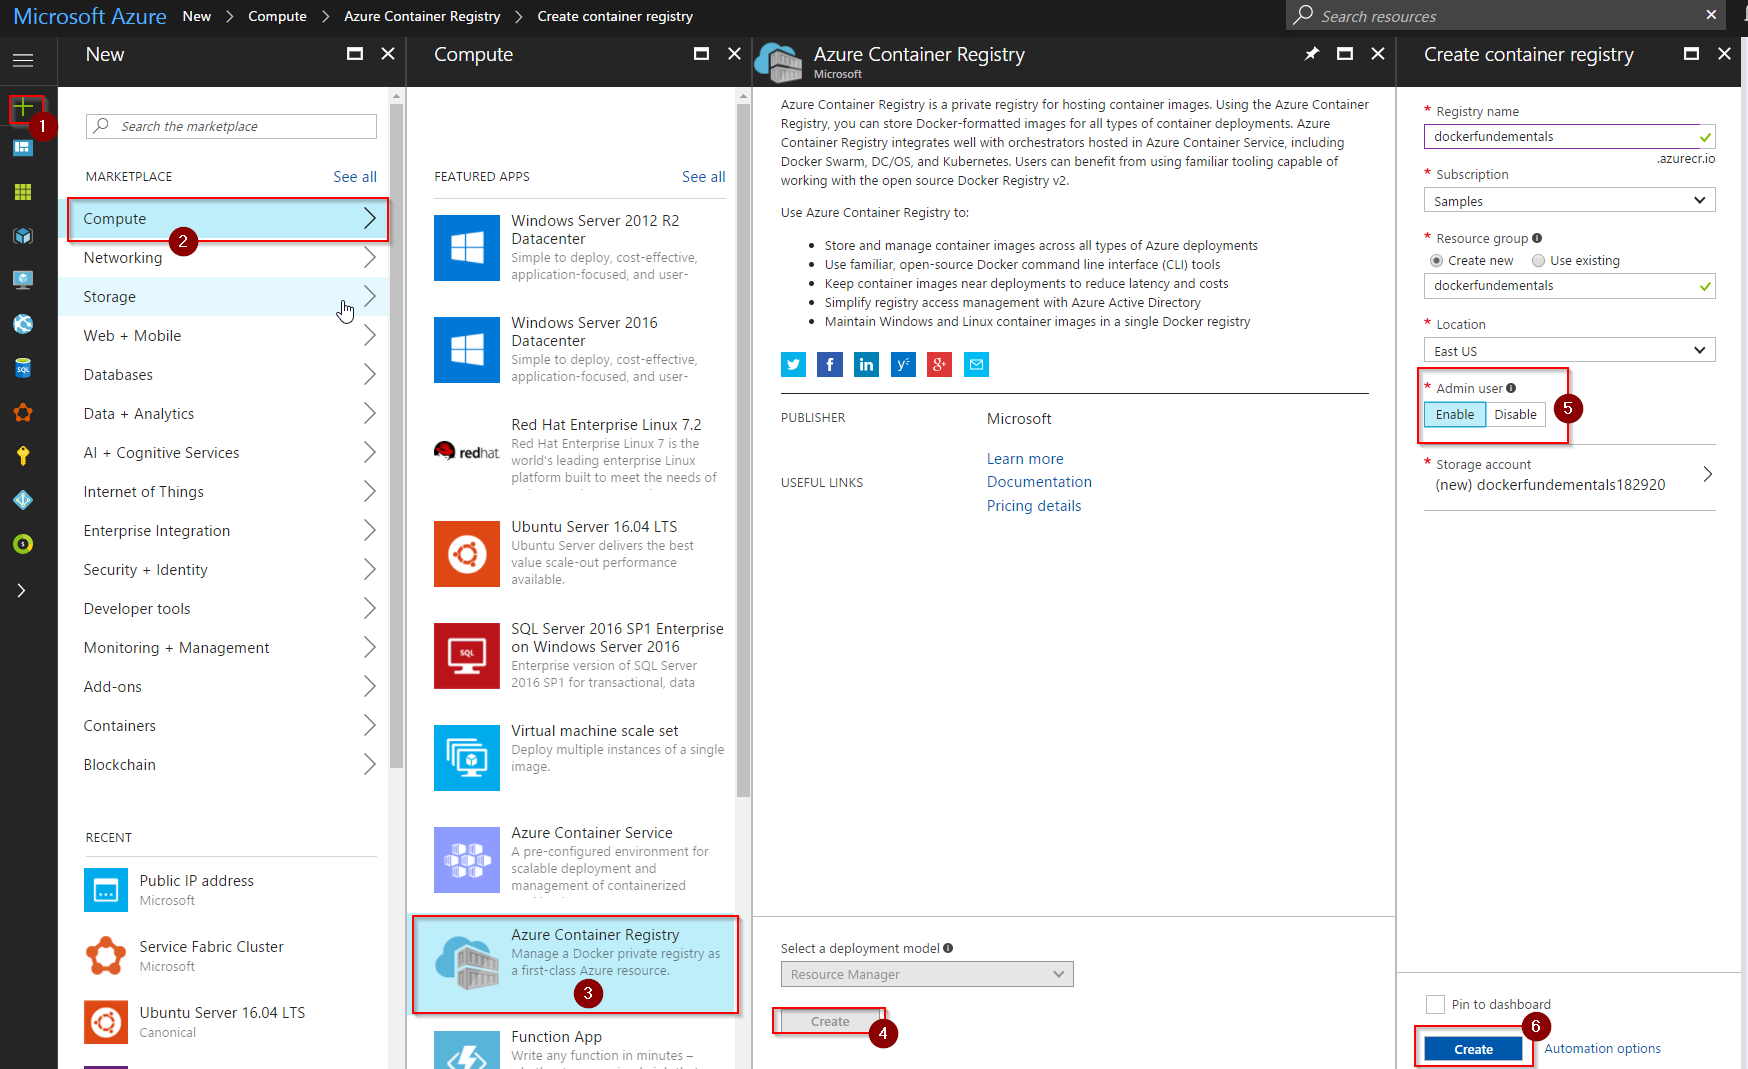 Microsoft Azure New Compute Azure Container Registry Create container registry
Search resources
New
1
Search the marketplace
MARKETPLACE See all
Compute
2
Networking
Storage
Web + Mobile
Databases
Data + Analytics
AI + Cognitive Services
Internet of Things
Enterprise Integration
Security + Identity
Developer tools
Monitoring + Management
Add-ons
Containers
Blockchain
RECENT
Public IP address
Microsoft
Service Fabric Cluster
Microsoft
Ubuntu Server 16.04 LTS
Canonical
SQL
Compute
FEATURED APPS See all
Windows Server 2012 R2
Datacenter
Simple to deploy, cost-effective,
application-focused, and user-
Windows Server 2016
Datacenter
Simple to deploy, cost-effective,
application-focused, and user-
redhat
Red Hat Enterprise Linux 7.2
Red Hat Enterprise Linux 7 is the
world's leading enterprise Linux
platform built to meet the needs of
Ubuntu Server 16.04 LTS
Ubuntu Server delivers the best
value scale-out performance
available.
SQL
SQL Server 2016 SP1 Enterprise
on Windows Server 2016
Enterprise version of SQL Server
2016 SP1 for transactional, data
Virtual machine scale set
Deploy multiple instances of a single
image.
Azure Container Service
A pre-configured environment for
scalable deployment and
management of containerized
Azure Container Registry
Manage a Docker private registry as
a first-class Azure resource.
3
Function App
Write any function in minutes –
Azure Container Registry
Microsoft
Azure Container Registry is a private registry for hosting container images. Using the Azure Container
Registry, you can store Docker-formatted images for all types of container deployments. Azure
Container Registry integrates well with orchestrators hosted in Azure Container Service, including
Docker Swarm, DC/OS, and Kubernetes. Users can benefit from using familiar tooling capable of
working with the open source Docker Registry v2.
Use Azure Container Registry to:
• Store and manage container images across all types of Azure deployments
• Use familiar, open-source Docker command line interface (CLI) tools
• Keep container images near deployments to reduce latency and costs
• Simplify registry access management with Azure Active Directory
• Maintain Windows and Linux container images in a single Docker registry
PUBLISHER Microsoft
USEFUL LINKS
Learn more
Documentation
Pricing details
Select a deployment model
Resource Manager
Create
4
Create container registry
* Registry name
dockerfundementals
.azurecr.io
* Subscription
Samples
* Resource group
Create new Use existing
dockerfundementals
* Location
East US
* Admin user
Enable Disable
5
* Storage account
(new) dockerfundementals182920
Pin to dashboard
6
Create Automation options